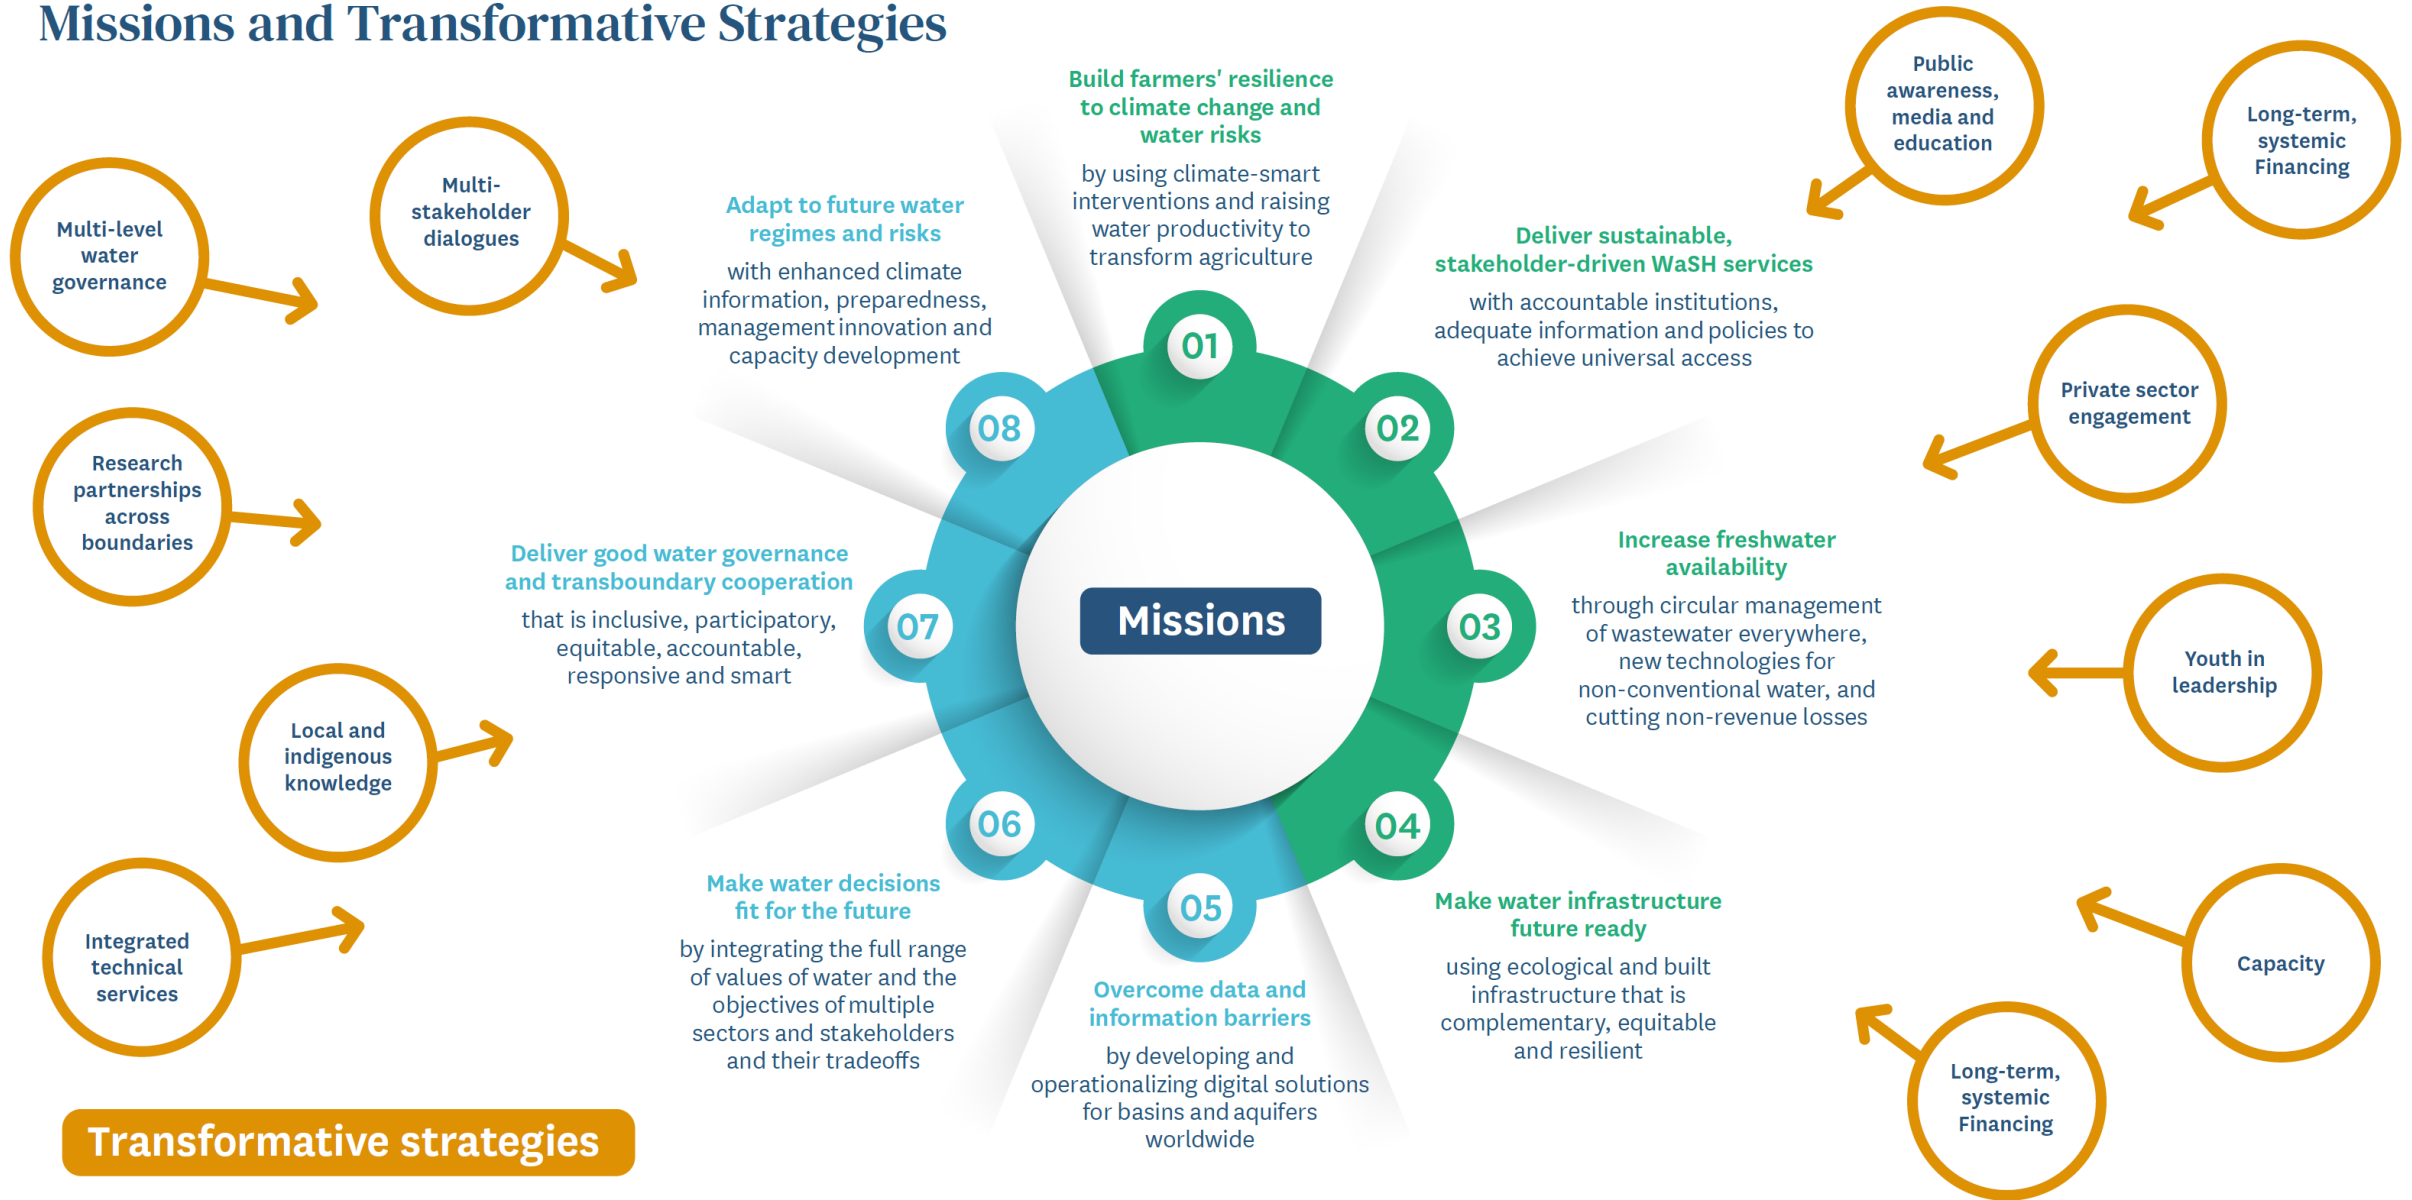 Missions and Transformative Strategies
Multi-level
water
governance
Multi-
stakeholder
dialogues
Research
partnerships
across
boundaries
Local and
indigenous
knowledge
Integrated
technical
services
Transformative strategies
Missions
01
Build farmers' resilience
to climate change and
water risks
by using climate-smart
interventions and raising
water productivity to
transform agriculture
02
Deliver sustainable,
stakeholder-driven WaSH services
with accountable institutions,
adequate information and policies to
achieve universal access
03
Increase freshwater
availability
through circular management
of wastewater everywhere,
new technologies for
non-conventional water, and
cutting non-revenue losses
04
Make water infrastructure
future ready
using ecological and built
infrastructure that is
complementary, equitable
and resilient
05
Overcome data and
information barriers
by developing and
operationalizing digital solutions
for basins and aquifers
worldwide
06
Make water decisions
fit for the future
by integrating the full range
of values of water and the
objectives of multiple
sectors and stakeholders
and their tradeoffs
07
Deliver good water governance
and transboundary cooperation
that is inclusive, participatory,
equitable, accountable,
responsive and smart
08
Adapt to future water
regimes and risks
with enhanced climate
information, preparedness,
management innovation and
capacity development
Public
awareness,
media and
education
Long-term,
systemic
Financing
Private sector
engagement
Youth in
leadership
Capacity
Long-term,
systemic
Financing